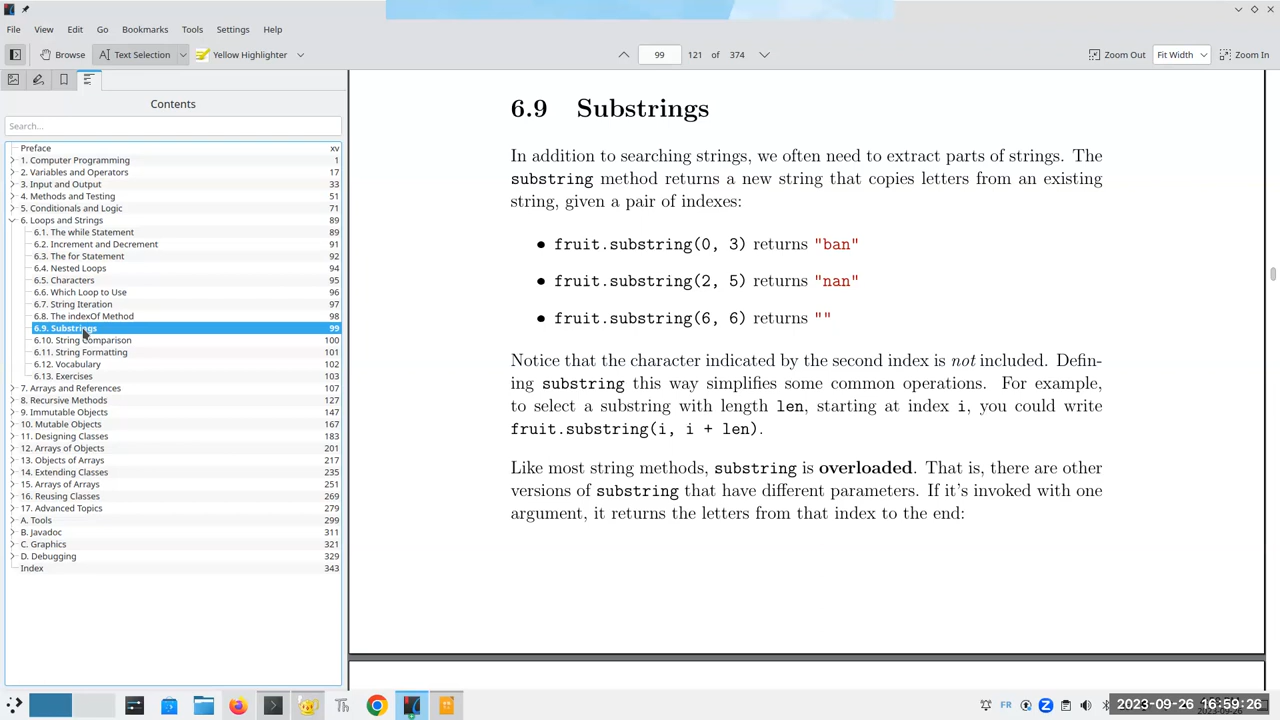 File View Edit Go Bookmarks Tools Settings Help
Browse Text Selection Yellow Highlighter 99 121 of 374 Zoom Out Fit Width Zoom In
Contents
Search...
Preface xv
1. Computer Programming 1
2. Variables and Operators 17
3. Input and Output 33
4. Methods and Testing 51
5. Conditionals and Logic 71
6. Loops and Strings 89
6.1. The while Statement 89
6.2. Increment and Decrement 91
6.3. The for Statement 92
6.4. Nested Loops 94
6.5. Characters 95
6.6. Which Loop to Use 96
6.7. String Iteration 97
6.8. The indexOf Method 98
6.9. Substrings 99
6.10. String Comparison 100
6.11. String Formatting 101
6.12. Vocabulary 102
6.13. Exercises 103
7. Arrays and References 107
8. Recursive Methods 127
9. Immutable Objects 147
10. Mutable Objects 167
11. Designing Classes 183
12. Arrays of Objects 201
13. Objects of Arrays 217
14. Extending Classes 235
15. Arrays of Arrays 251
16. Reusing Classes 269
17. Advanced Topics 279
A. Tools 299
B. Javadoc 311
C. Graphics 321
D. Debugging 329
Index 343
6.9 Substrings
In addition to searching strings, we often need to extract parts of strings. The
substring method returns a new string that copies letters from an existing
string, given a pair of indexes:
• fruit.substring(0, 3) returns "ban"
• fruit.substring(2, 5) returns "nan"
• fruit.substring(6, 6) returns ""
Notice that the character indicated by the second index is not included. Defin-
ing substring this way simplifies some common operations. For example,
to select a substring with length len, starting at index i, you could write
fruit.substring(i, i + len).
Like most string methods, substring is overloaded. That is, there are other
versions of substring that have different parameters. If it's invoked with one
argument, it returns the letters from that index to the end:
FR 2023-09-26 16:59:26